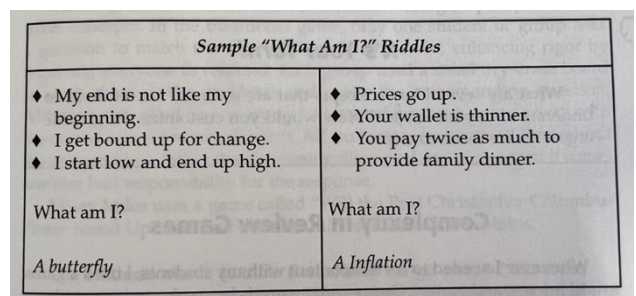 Sample "What Am I?" Riddles
♦ My end is not like my
beginning.
♦ I get bound up for change.
♦ I start low and end up high.
What am I?
A butterfly
♦ Prices go up.
♦ Your wallet is thinner.
♦ You pay twice as much to
provide family dinner.
What am I?
A Inflation